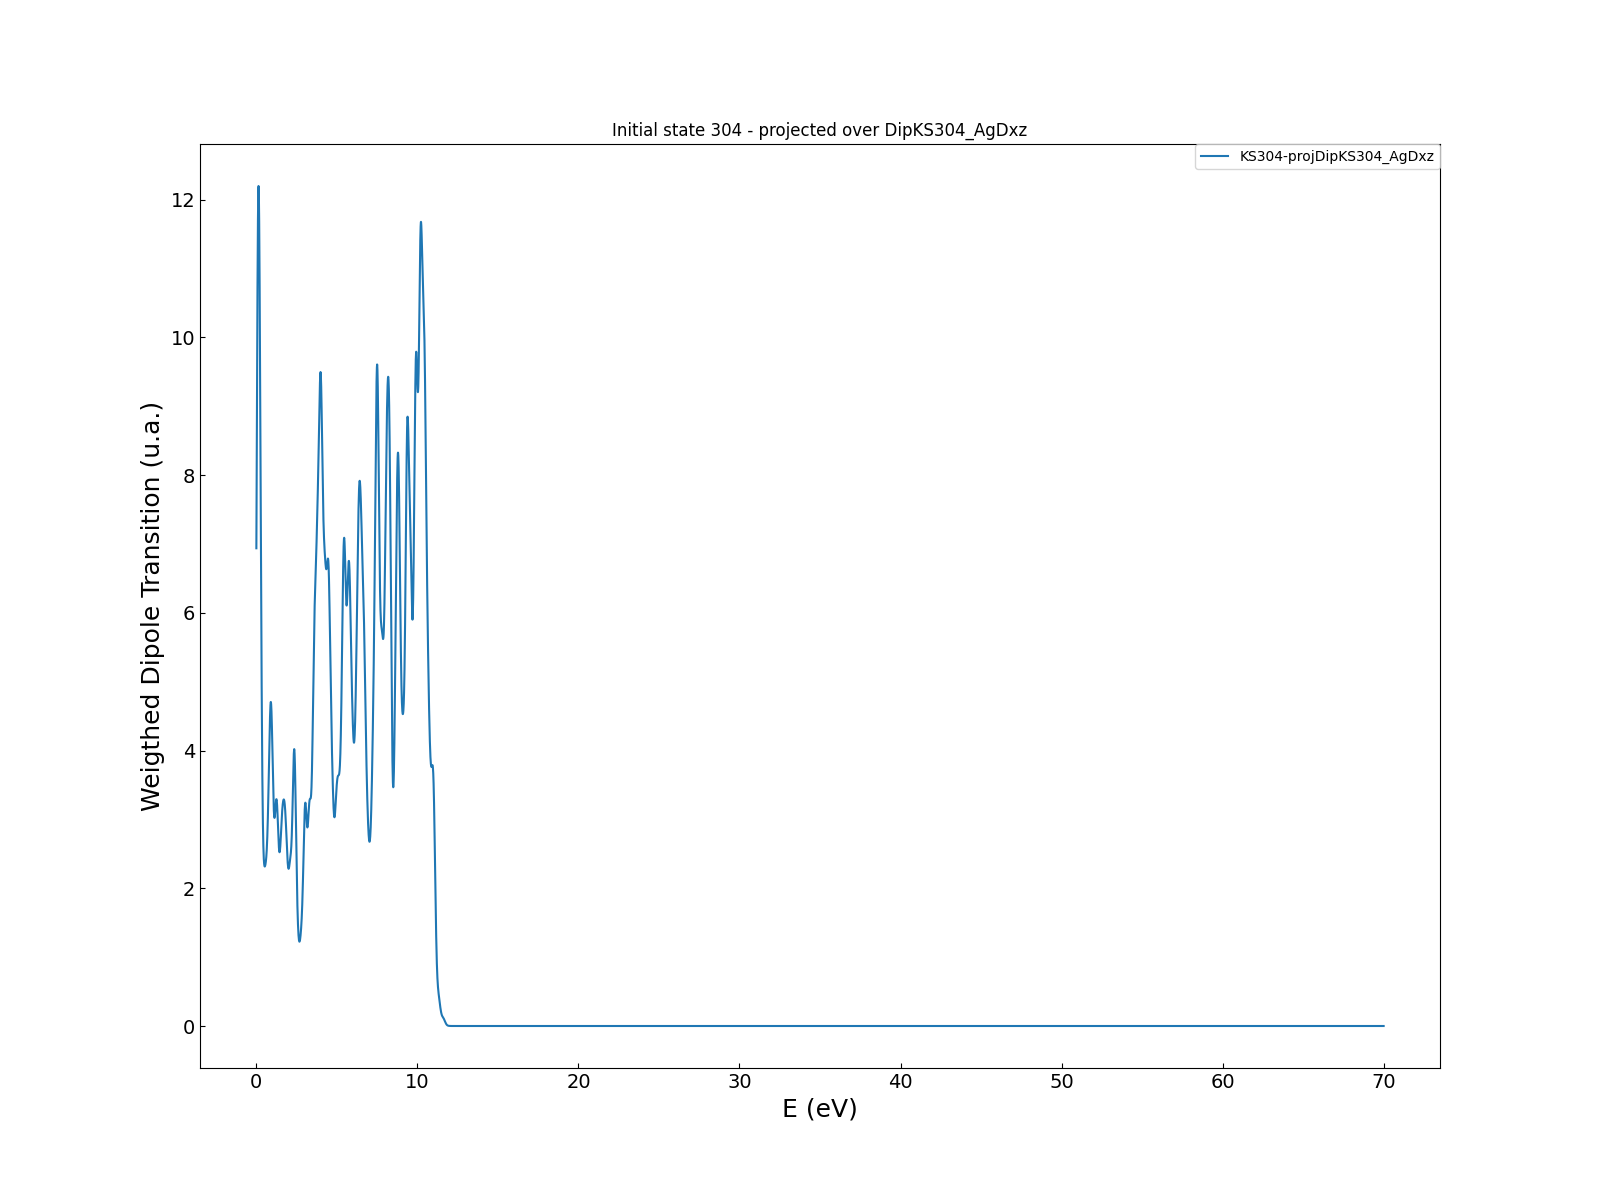 Initial state 304 - projected over DipKS304_AgDxz
KS304-projDipKS304_AgDxz
Weigthed Dipole Transition (u.a.)
12
10
8
6
4
2
0
0 10 20 30 40 50 60 70
E (eV)